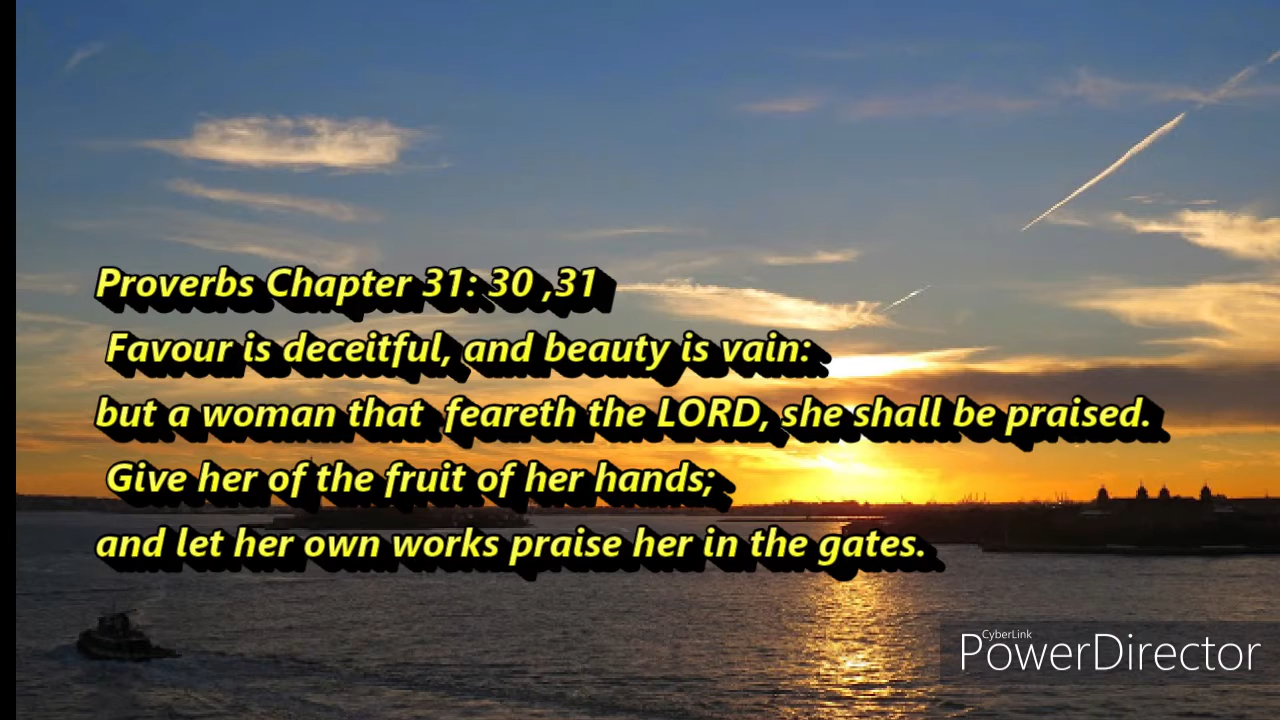 Proverbs Chapter 31: 30 ,31
Favour is deceitful, and beauty is vain:
but a woman that  feareth the LORD, she shall be praised.
Give her of the fruit of her hands;
and let her own works praise her in the gates.
CyberLink
PowerDirector